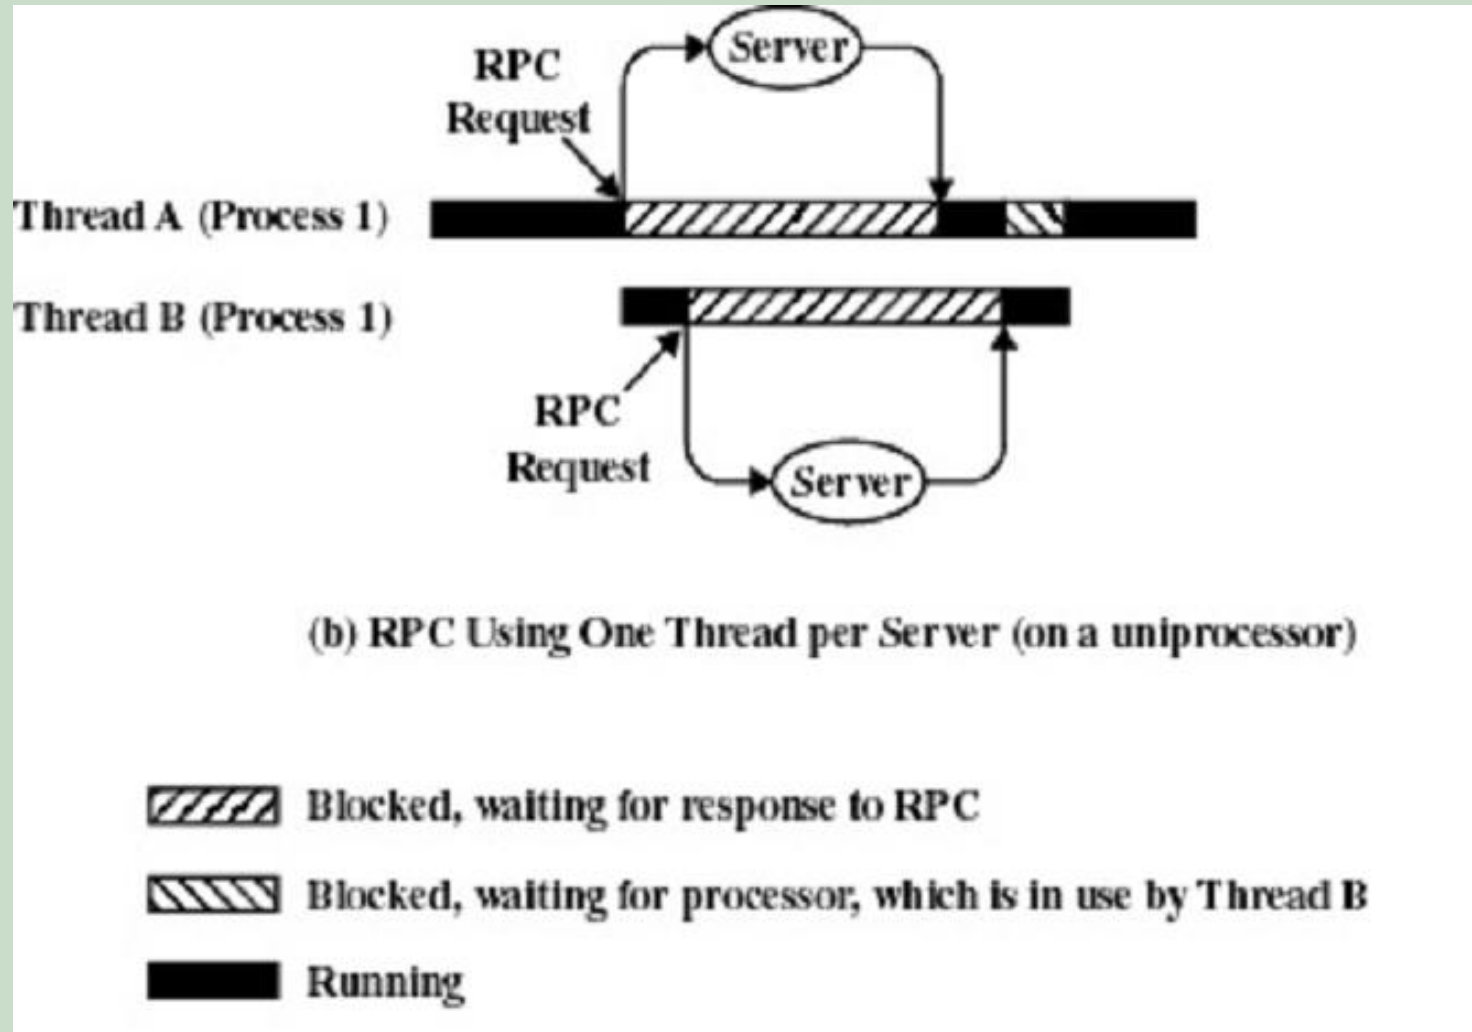 Server
RPC
Request
Thread A (Process 1)
Thread B (Process 1)
RPC
Request
Server
(b) RPC Using One Thread per Server (on a uniprocessor)
Blocked, waiting for response to RPC
Blocked, waiting for processor, which is in use by Thread B
Running